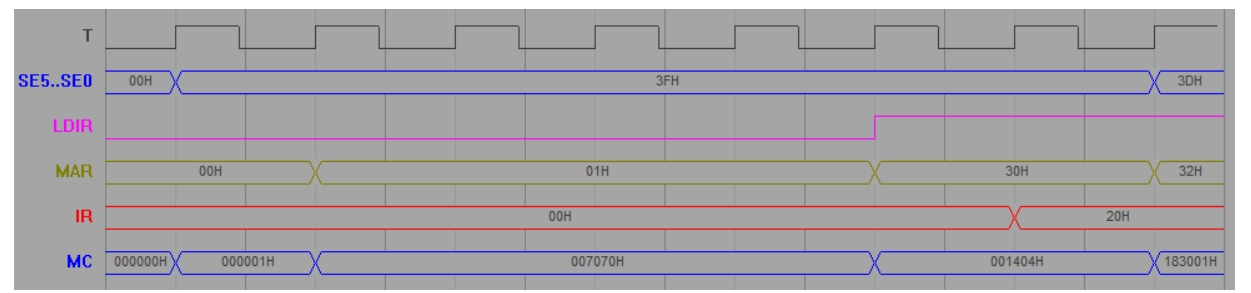 T
SE5..SE0 00H 3FH 3DH
LDIR
MAR 00H 01H 30H 32H
IR 00H 20H
MC 000000H 000001H 007070H 001404H 183001H